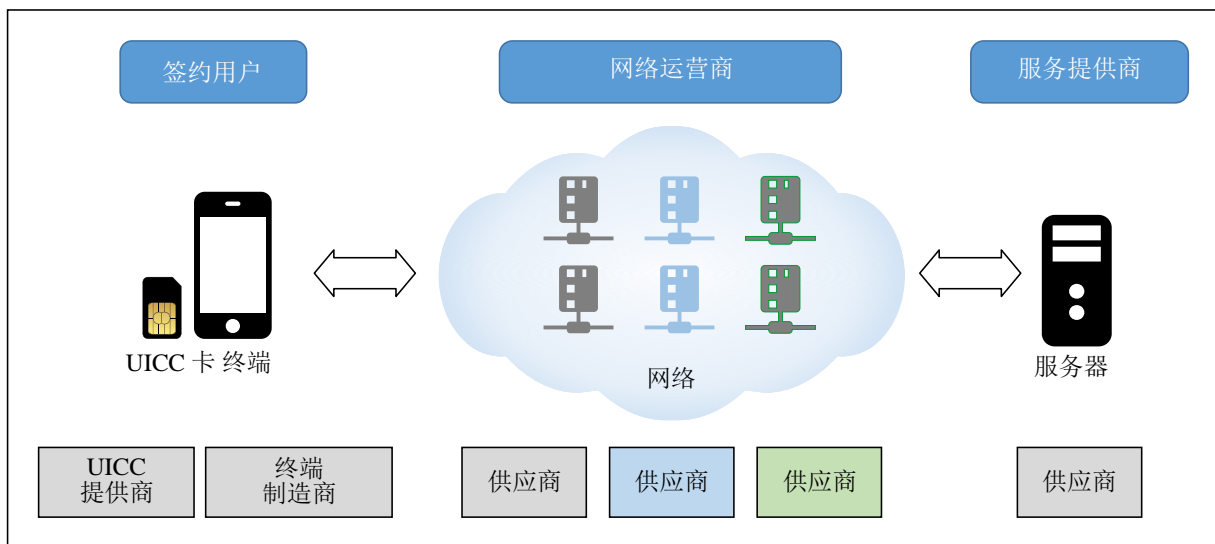 签约用户
网络运营商
服务提供商
UICC 卡 终端
网络
服务器
UICC
提供商
终端
制造商
供应商
供应商
供应商
供应商